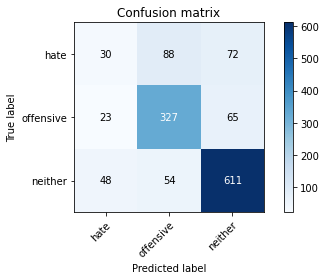 Confusion matrix
True label
hate 30 88 72
offensive 23 327 65
neither 48 54 611
hate offensive neither
Predicted label
600
500
400
300
200
100